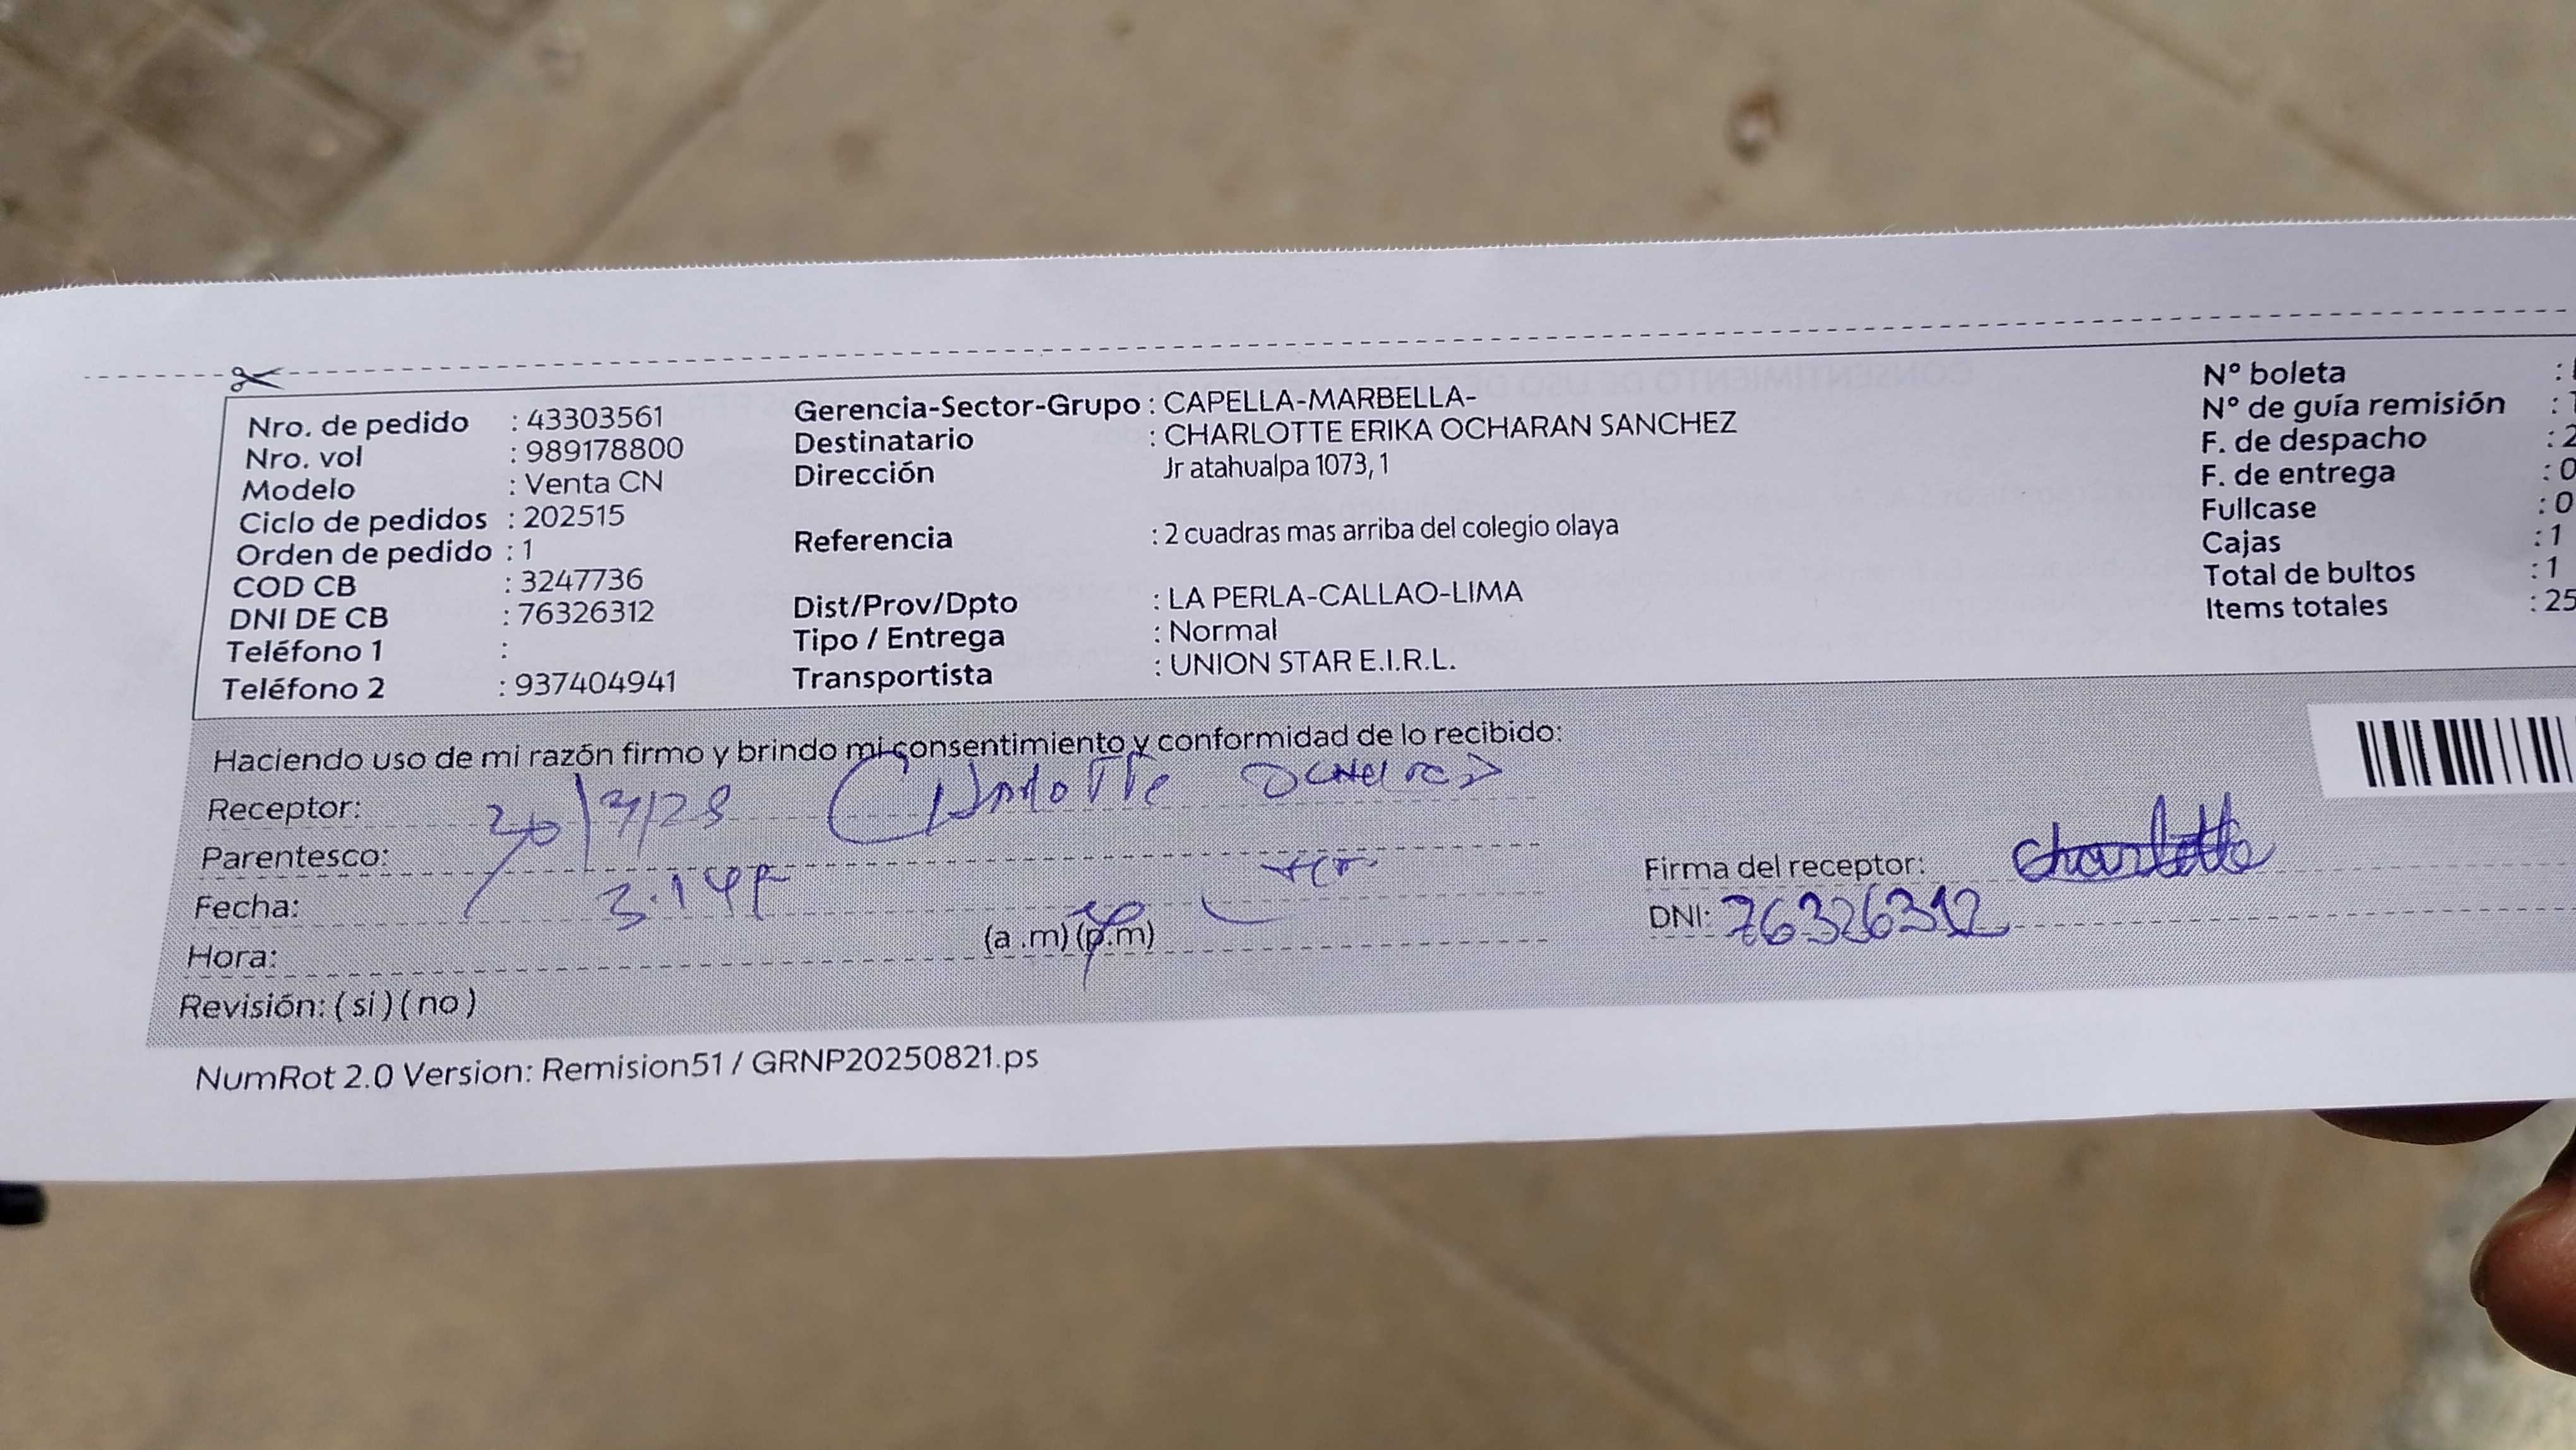 Nro. de pedido : 43303561
Nro. vol : 989178800
Modelo : Venta CN
Ciclo de pedidos : 202515
Orden de pedido : 1
COD CB : 3247736
DNI DE CB : 76326312
Teléfono 1 :
Teléfono 2 : 937404941
Gerencia-Sector-Grupo : CAPELLA-MARBELLA-
Destinatario : CHARLOTTE ERIKA OCHARAN SANCHEZ
Dirección Jr atahualpa 1073, 1
Referencia : 2 cuadras mas arriba del colegio olaya
Dist/Prov/Dpto : LA PERLA-CALLAO-LIMA
Tipo / Entrega : Normal
Transportista : UNION STAR E.I.R.L.
N° boleta :
N° de guía remisión :
F. de despacho : 2
F. de entrega : 0
Fullcase : 0
Cajas : 1
Total de bultos : 1
Items totales : 25
Haciendo uso de mi razón firmo y brindo mi consentimiento y conformidad de lo recibido:
Receptor: Charlotte
Parentesco:
Fecha:
Hora: (a .m) (p.m)
Revisión: ( si ) ( no )
Firma del receptor: Charlotte
DNI: 76326312
NumRot 2.0 Version: Remision51 / GRNP20250821.ps